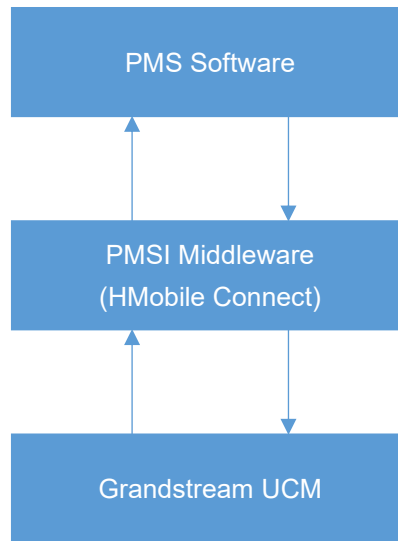 PMS Software
PMSI Middleware
(HMobile Connect)
Grandstream UCM